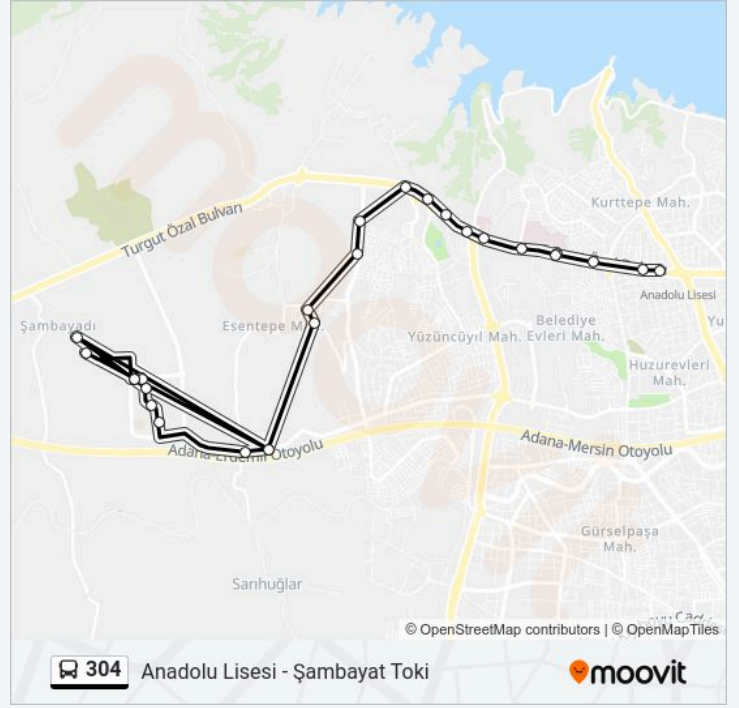 Kurttepe Mah.
Turgut Özal Bulvarı
Anadolu Lisesi
Şambayadı
Esentepe M
Yüzüncüyıl Mah.
Belediye
Evleri Mah.
Yu
Huzurevleri
Mah.
Adana-Erdemli Otoyolu
Adana-Mersin Otoyolu
Gürselpaşa
Mah.
Sarıhuğlar
© OpenStreetMap contributors | © OpenMapTiles
304 Anadolu Lisesi - Şambayat Toki
moovit